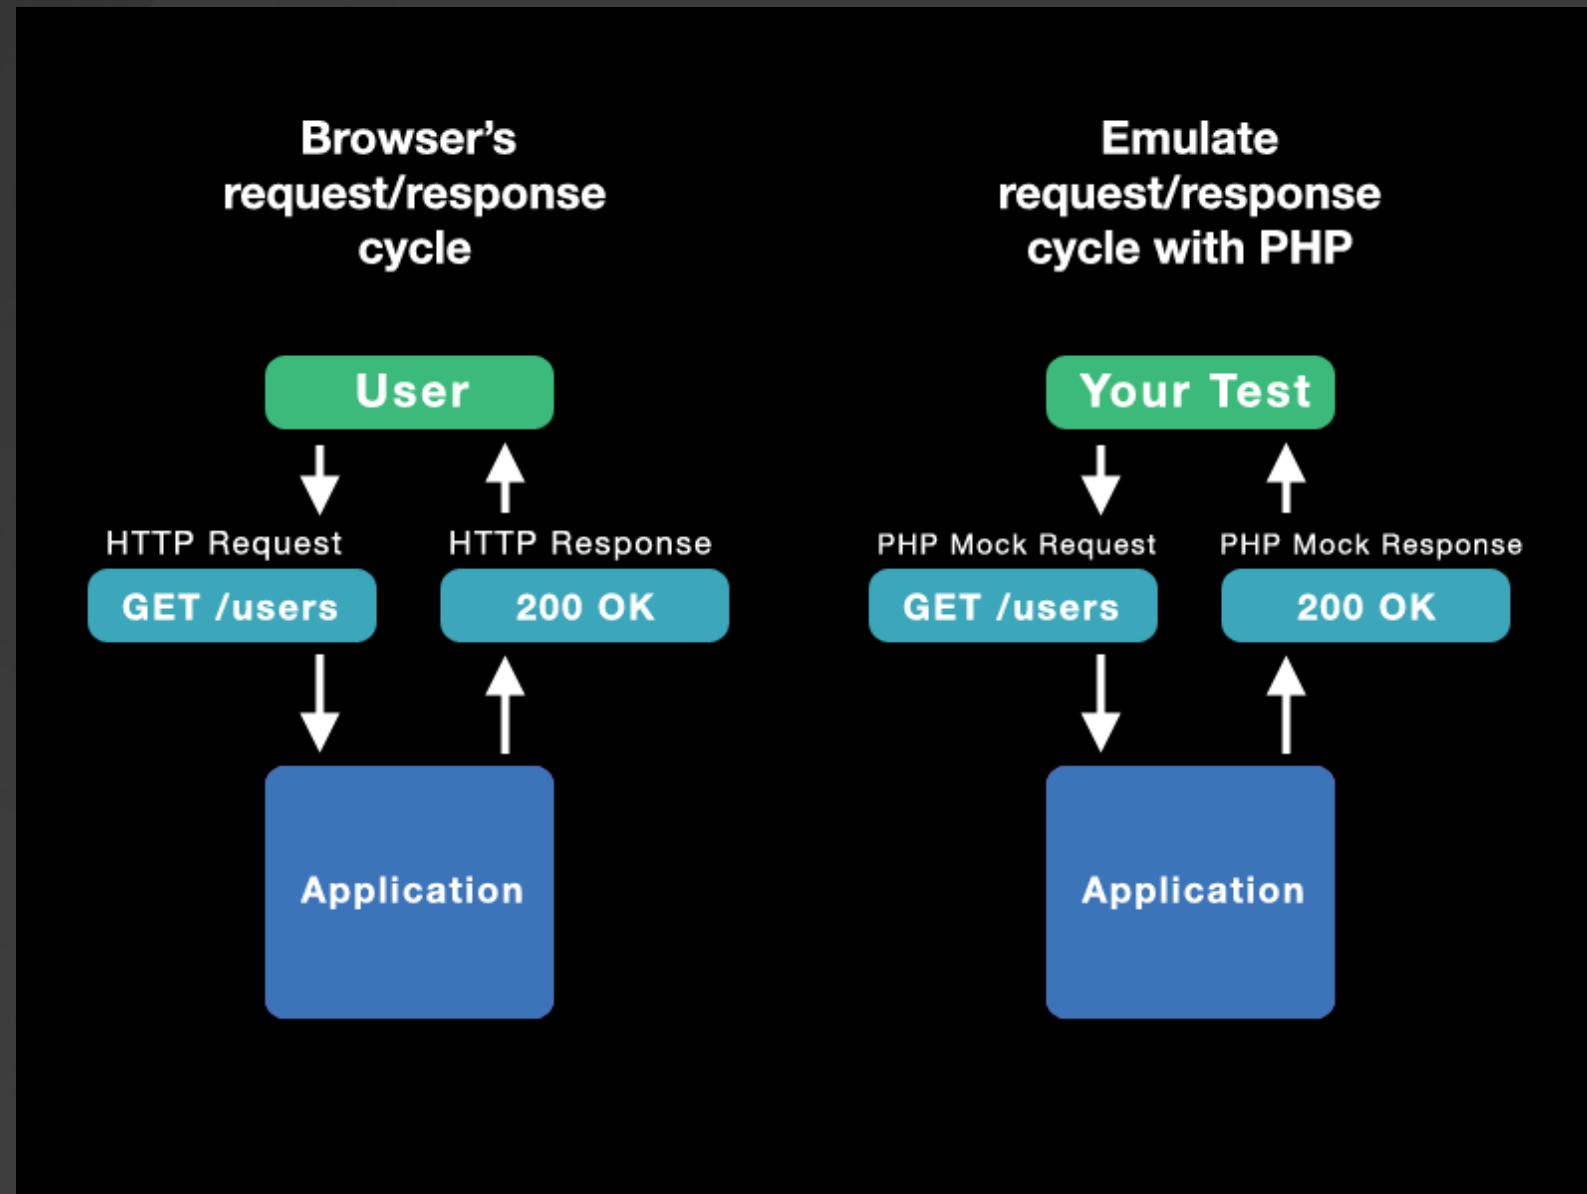 Browser’s
request/response
cycle
User
HTTP Request
HTTP Response
GET /users
200 OK
Application
Emulate
request/response
cycle with PHP
Your Test
PHP Mock Request
PHP Mock Response
GET /users
200 OK
Application